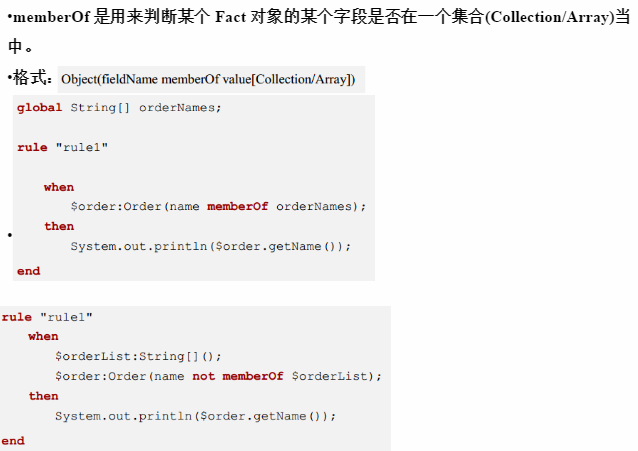 •memberOf 是用来判断某个 Fact 对象的某个字段是否在一个集合(Collection/Array)当
中。
•格式：Object(fieldName memberOf value[Collection/Array])
global String[] orderNames;
rule "rule1"
when
$order:Order(name memberOf orderNames);
then
•
System.out.println($order.getName());
end
rule "rule1"
when
$orderList:String[]();
$order:Order(name not memberOf $orderList);
then
System.out.println($order.getName());
end